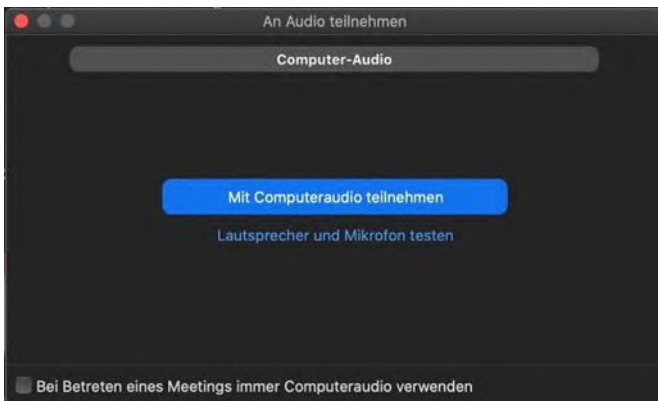 An Audio teilnehmen
Computer-Audio
Mit Computeraudio teilnehmen
Lautsprecher und Mikrofon testen
Bei Betreten eines Meetings immer Computeraudio verwenden